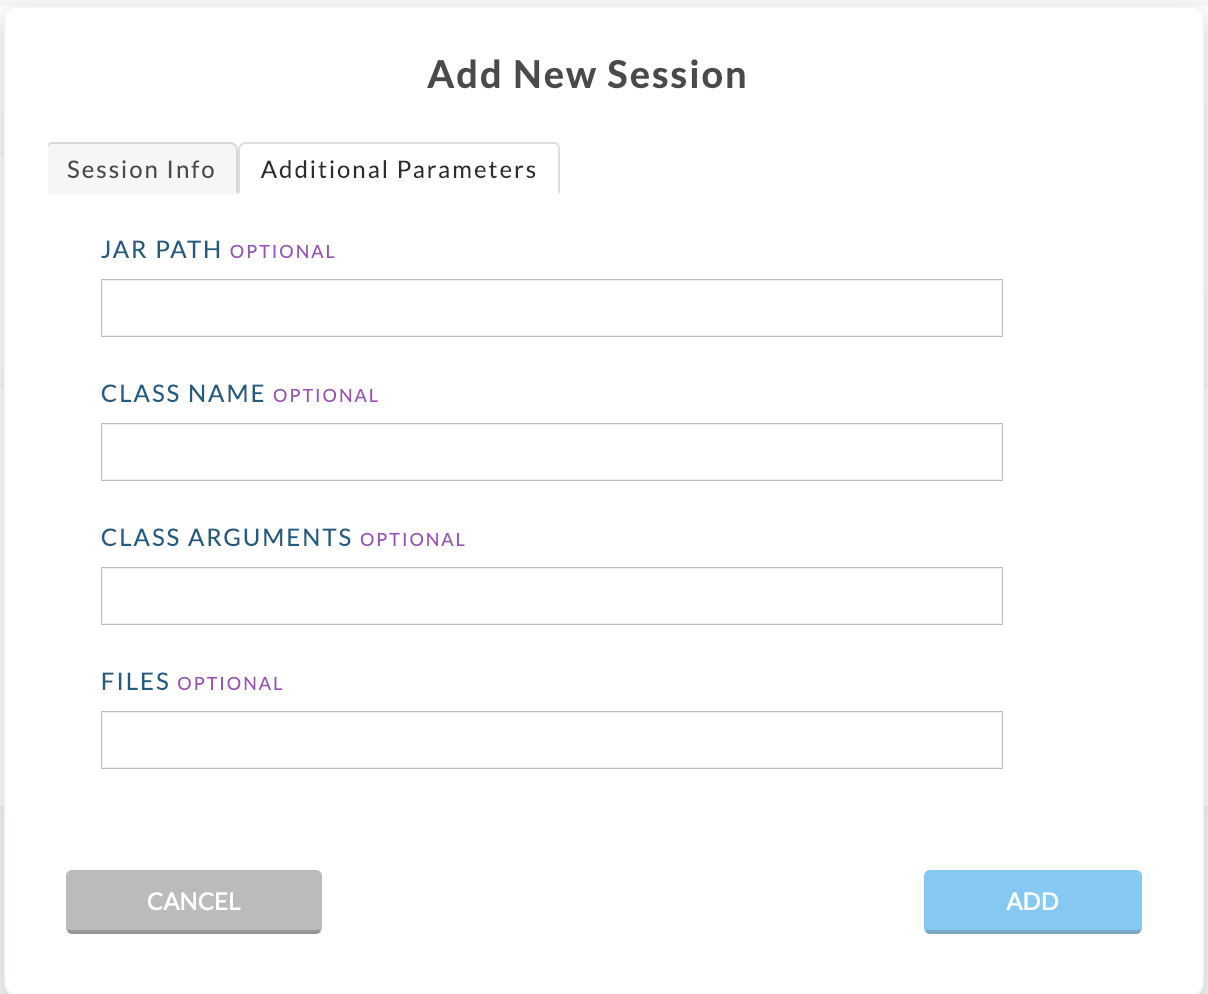 Add New Session
Session Info Additional Parameters
JAR PATH OPTIONAL
CLASS NAME OPTIONAL
CLASS ARGUMENTS OPTIONAL
FILES OPTIONAL
CANCEL ADD